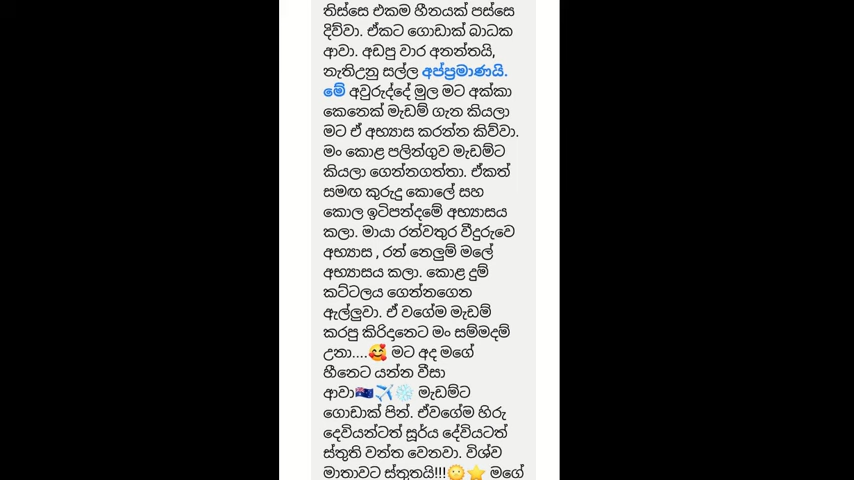 තිස්සෙ එකම හීනයක් පස්සෙ
දිව්වා. ඒකට ගොඩාක් බාධක
ආවා. අඩපු වාර අනන්තයි,
නැතිඋනු සල්ල අප්ප්‍රමාණයි.
මේ අවුරුද්දේ මුල මට අක්කා
කෙනෙක් මැඩම් ගැන කියලා
මට ඒ අභ්‍යාස කරන්න කිව්වා.
මං කොළ පලින්ගුව මැඩම්ට
කියලා ගෙන්නගත්තා. ඒකත්
සමඟ කුරුදු කොලේ සහ
කොල ඉටිපන්දමේ අභ්‍යාසය
කලා. මායා රන්වතුර වීදුරුවෙ
අභ්‍යාස , රන් නෙලුම් මලේ
අභ්‍යාසය කලා. කොළ දුම්
කට්ටලය ගෙන්නගෙන
ඇල්ලුවා. ඒ වගේම මැඩම්
කරපු කිරිදානෙට මං සම්මදම්
උනා....🥰 මට අද මගේ
හීනෙට යන්න වීසා
ආවා🇦🇺✈️❄️ මැඩම්ට
ගොඩාක් පින්. ඒවගේම හිරු
දෙවියන්ටත් සූර්ය දේවියටත්
ස්තුති වන්ත වෙනවා. විශ්ව
මාතාවට ස්තූතයි!!!🌞⭐ මගේ